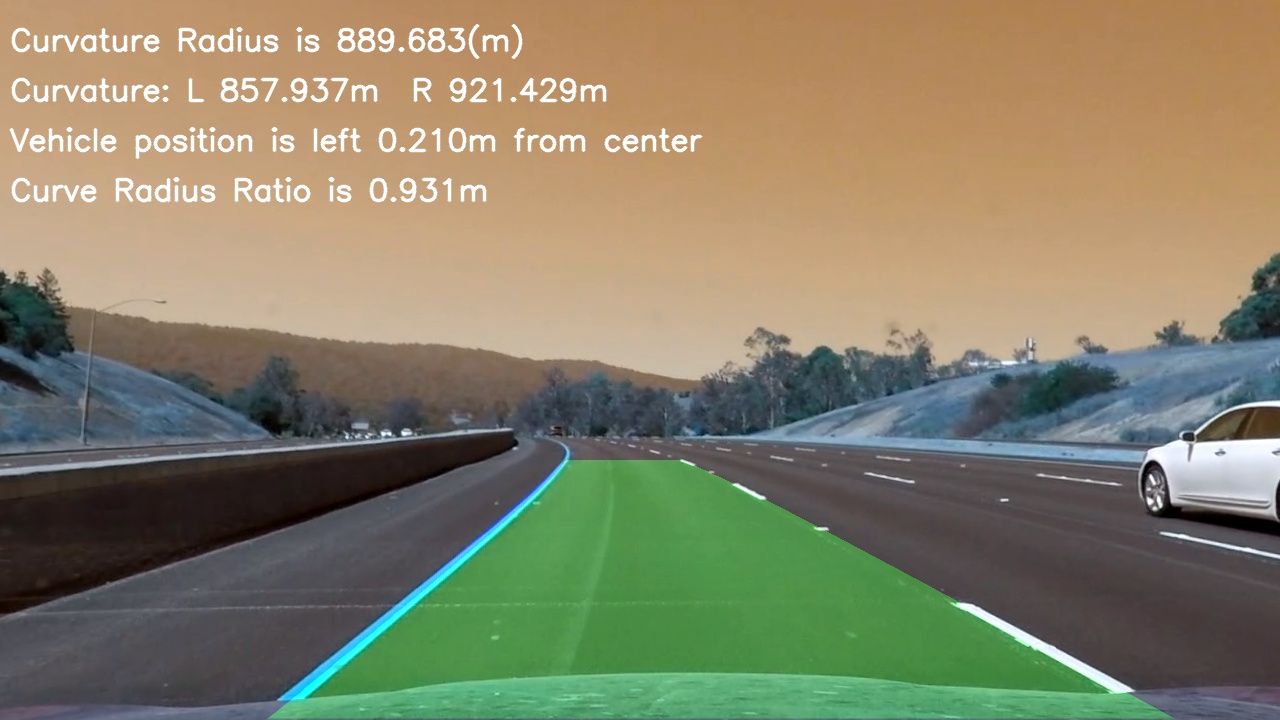 Curvature Radius is 889.683(m)
Curvature: L 857.937m R 921.429m
Vehicle position is left 0.210m from center
Curve Radius Ratio is 0.931m